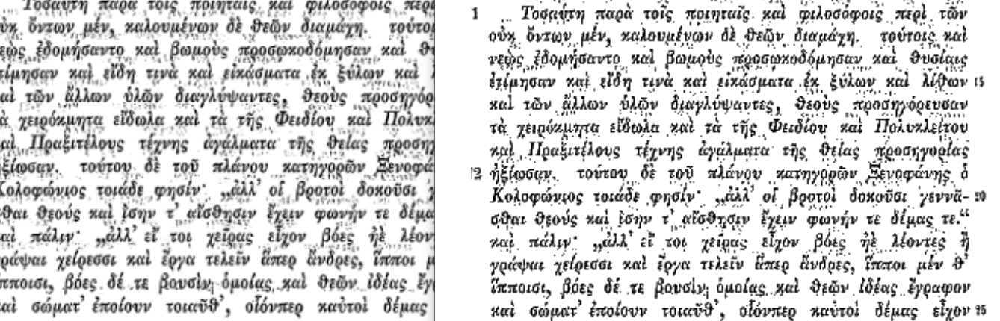 Τοσαύτη παρὰ τοῖς ποιηταῖς καὶ φιλοσόφοις περὶ
ὐκ ὄντων μέν, καλουμένων δὲ θεῶν διαμάχη. τούτοι
εὼς ἐδομήσαντο καὶ βωμοὺς προσῳκοδόμησαν καὶ θυ
τίμησαν καὶ εἴδη τινὰ καὶ εἰκάσματα ἐκ ξύλων καὶ λ
αὶ τῶν ἄλλων ὑλῶν διαγλύψαντες, θεοὺς προσηγόρ
ὰ χειρόκμητα εἴδωλα καὶ τὰ τῆς Φειδίου καὶ Πολυκλ
αὶ Πραξιτέλους τέχνης ἀγάλματα τῆς θείας προσηγ
ξίωσαν. τούτου δὲ τοῦ πλάνου κατηγορῶν Ξενοφά
Κολοφώνιος τοιάδε φησίν· „ἀλλ' οἱ βροτοὶ δοκοῦσι γ
θαι θεοὺς καὶ ἴσην τ' αἴσθησιν ἔχειν φωνήν τε δέμα
αὶ πάλιν· „ἀλλ' εἴ τοι χεῖρας εἶχον βόες ἠὲ λέον
ράψαι χείρεσσι καὶ ἔργα τελεῖν ἅπερ ἄνδρες, ἵπποι μ
πποισι, βόες δέ τε βουσὶν ὁμοίας καὶ θεῶν ἰδέας ἔγ
αὶ σώματ' ἐποίουν τοιαῦθ', οἷόνπερ καὐτοὶ δέμας
1 Τοσαύτη παρὰ τοῖς ποιηταῖς καὶ φιλοσόφοις περὶ τῶν
οὐκ ὄντων μέν, καλουμένων δὲ θεῶν διαμάχη. τούτοις καὶ
νεὼς ἐδομήσαντο καὶ βωμοὺς προσῳκοδόμησαν καὶ θυσίαις
ἐτίμησαν καὶ εἴδη τινὰ καὶ εἰκάσματα ἐκ ξύλων καὶ λίθων 15
καὶ τῶν ἄλλων ὑλῶν διαγλύψαντες, θεοὺς προσηγόρευσαν
τὰ χειρόκμητα εἴδωλα καὶ τὰ τῆς Φειδίου καὶ Πολυκλείτου
καὶ Πραξιτέλους τέχνης ἀγάλματα τῆς θείας προσηγορίας
2 ἠξίωσαν. τούτου δὲ τοῦ πλάνου κατηγορῶν Ξενοφάνης ὁ
Κολοφώνιος τοιάδε φησίν· „ἀλλ' οἱ βροτοὶ δοκοῦσι γεννᾶ- 20
σθαι θεοὺς καὶ ἴσην τ' αἴσθησιν ἔχειν φωνήν τε δέμας τε.“
καὶ πάλιν· „ἀλλ' εἴ τοι χεῖρας εἶχον βόες ἠὲ λέοντες ἢ
γράψαι χείρεσσι καὶ ἔργα τελεῖν ἅπερ ἄνδρες, ἵπποι μέν θ'
ἵπποισι, βόες δέ τε βουσὶν ὁμοίας καὶ θεῶν ἰδέας ἔγραφον
καὶ σώματ' ἐποίουν τοιαῦθ', οἷόνπερ καὐτοὶ δέμας εἶχον 25